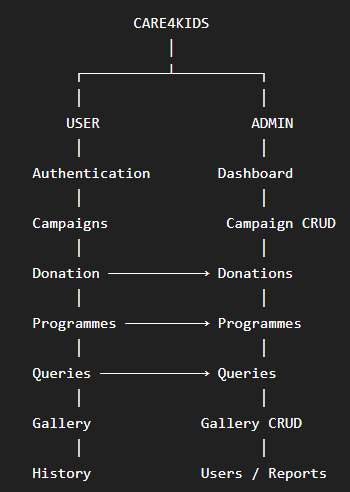 CARE4KIDS
USER ADMIN
Authentication Dashboard
Campaigns Campaign CRUD
Donation Donations
Programmes Programmes
Queries Queries
Gallery Gallery CRUD
History Users / Reports